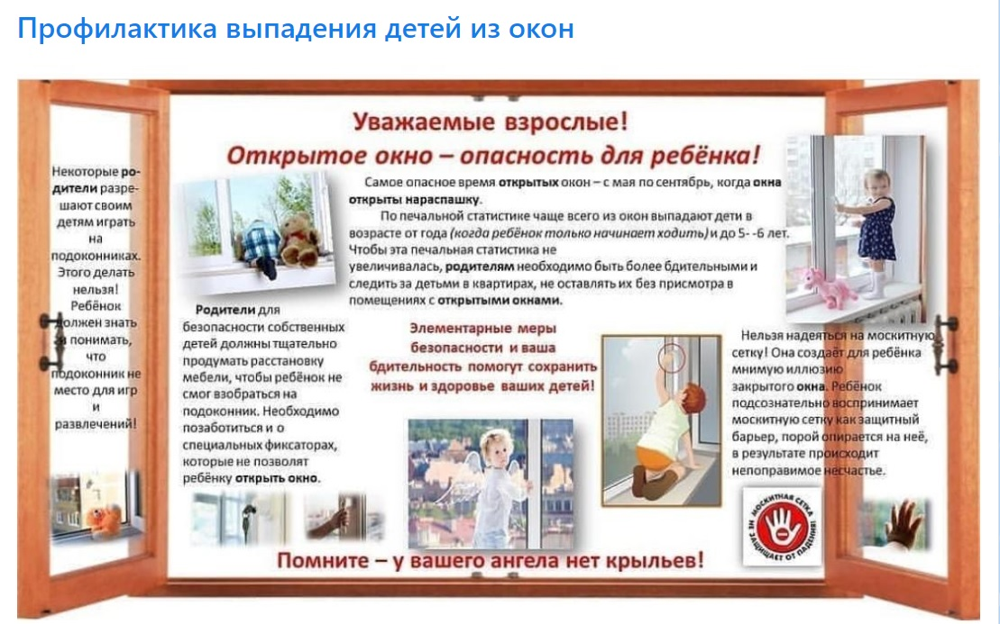 Профилактика выпадения детей из окон
Уважаемые взрослые!
Открытое окно – опасность для ребёнка!
Некоторые ро-
дители разре-
шают своим
детям играть
на
подоконниках.
Этого делать
нельзя!
Ребёнок
должен знать
и понимать,
что
подоконник не
место для игр
и
развлечений!
Самое опасное время открытых окон – с мая по сентябрь, когда окна
открыты нараспашку.
По печальной статистике чаще всего из окон выпадают дети в
возрасте от года (когда ребёнок только начинает ходить) и до 5- -6 лет.
Чтобы эта печальная статистика не
увеличивалась, родителям необходимо быть более бдительными и
следить за детьми в квартирах, не оставлять их без присмотра в
помещениях с открытыми окнами.
Родители для
безопасности собственных
детей должны тщательно
продумать расстановку
мебели, чтобы ребёнок не
смог взобраться на
подоконник. Необходимо
позаботиться и о
специальных фиксаторах,
которые не позволят
ребёнку открыть окно.
Элементарные меры
безопасности и ваша
бдительность помогут сохранить
жизнь и здоровье ваших детей!
Нельзя надеяться на москитную
сетку! Она создаёт для ребёнка
мнимую иллюзию
закрытого окна. Ребёнок
подсознательно воспринимает
москитную сетку как защитный
барьер, порой опирается на неё,
в результате происходит
непоправимое несчастье.
МОСКИТНАЯ СЕТКА
НЕ ЗАЩИЩАЕТ ОТ ПАДЕНИЯ!
Помните – у вашего ангела нет крыльев!